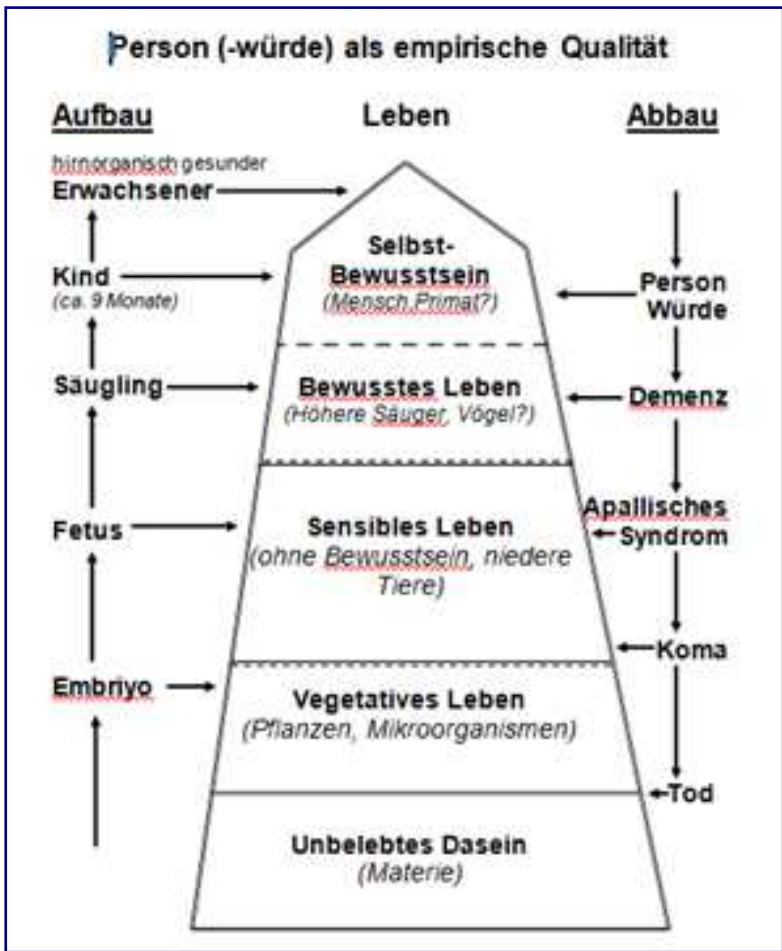 Person (-würde) als empirische Qualität
Aufbau
Leben
Abbau
hirnorganisch gesunder
Erwachsener
Kind
(ca. 9 Monate)
Säugling
Fetus
Embriyo
Selbst-
Bewusstsein
(Mensch,Primat?)
Bewusstes Leben
(Höhere Säuger, Vögel?)
Sensibles Leben
(ohne Bewusstsein, niedere
Tiere)
Vegetatives Leben
(Pflanzen, Mikroorganismen)
Unbelebtes Dasein
(Materie)
Person
Würde
Demenz
Apallisches
Syndrom
Koma
Tod